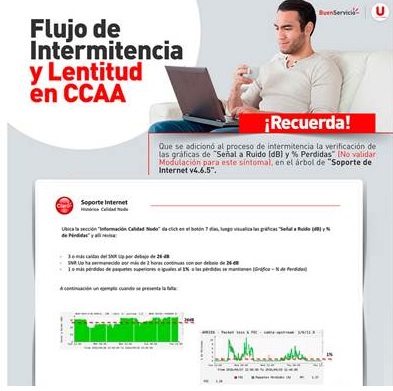 Flujo de
Intermitencia
y Lentitud
en CCAA
BuenServicio
U
¡Recuerda!
Que se adicionó al proceso de intermitencia la verificación de
las gráficas de "Señal a Ruido (dB) y % Perdidas" (No validar
Modulación para este síntoma), en el árbol de "Soporte de
Internet v4.6.5".
Claro
Soporte Internet
Histórico Calidad Nodo
Ubica la sección "Información Calidad Nodo" da click en el botón 7 días, luego visualiza las gráficas "Señal a Ruido (dB) y %
de Pérdidas" y allí revisa:
- 3 o más caídas del SNR Up por debajo de 26 dB
- SNR Up ha permanecido por más de 2 horas continuas con por debajo de 26 dB
- 3 o más pérdidas de paquetes superiores o iguales al 1% o las pérdidas se mantienen (Gráfica – % de Perdidas)
A continuación un ejemplo cuando se presenta la falla:
26dB
1%